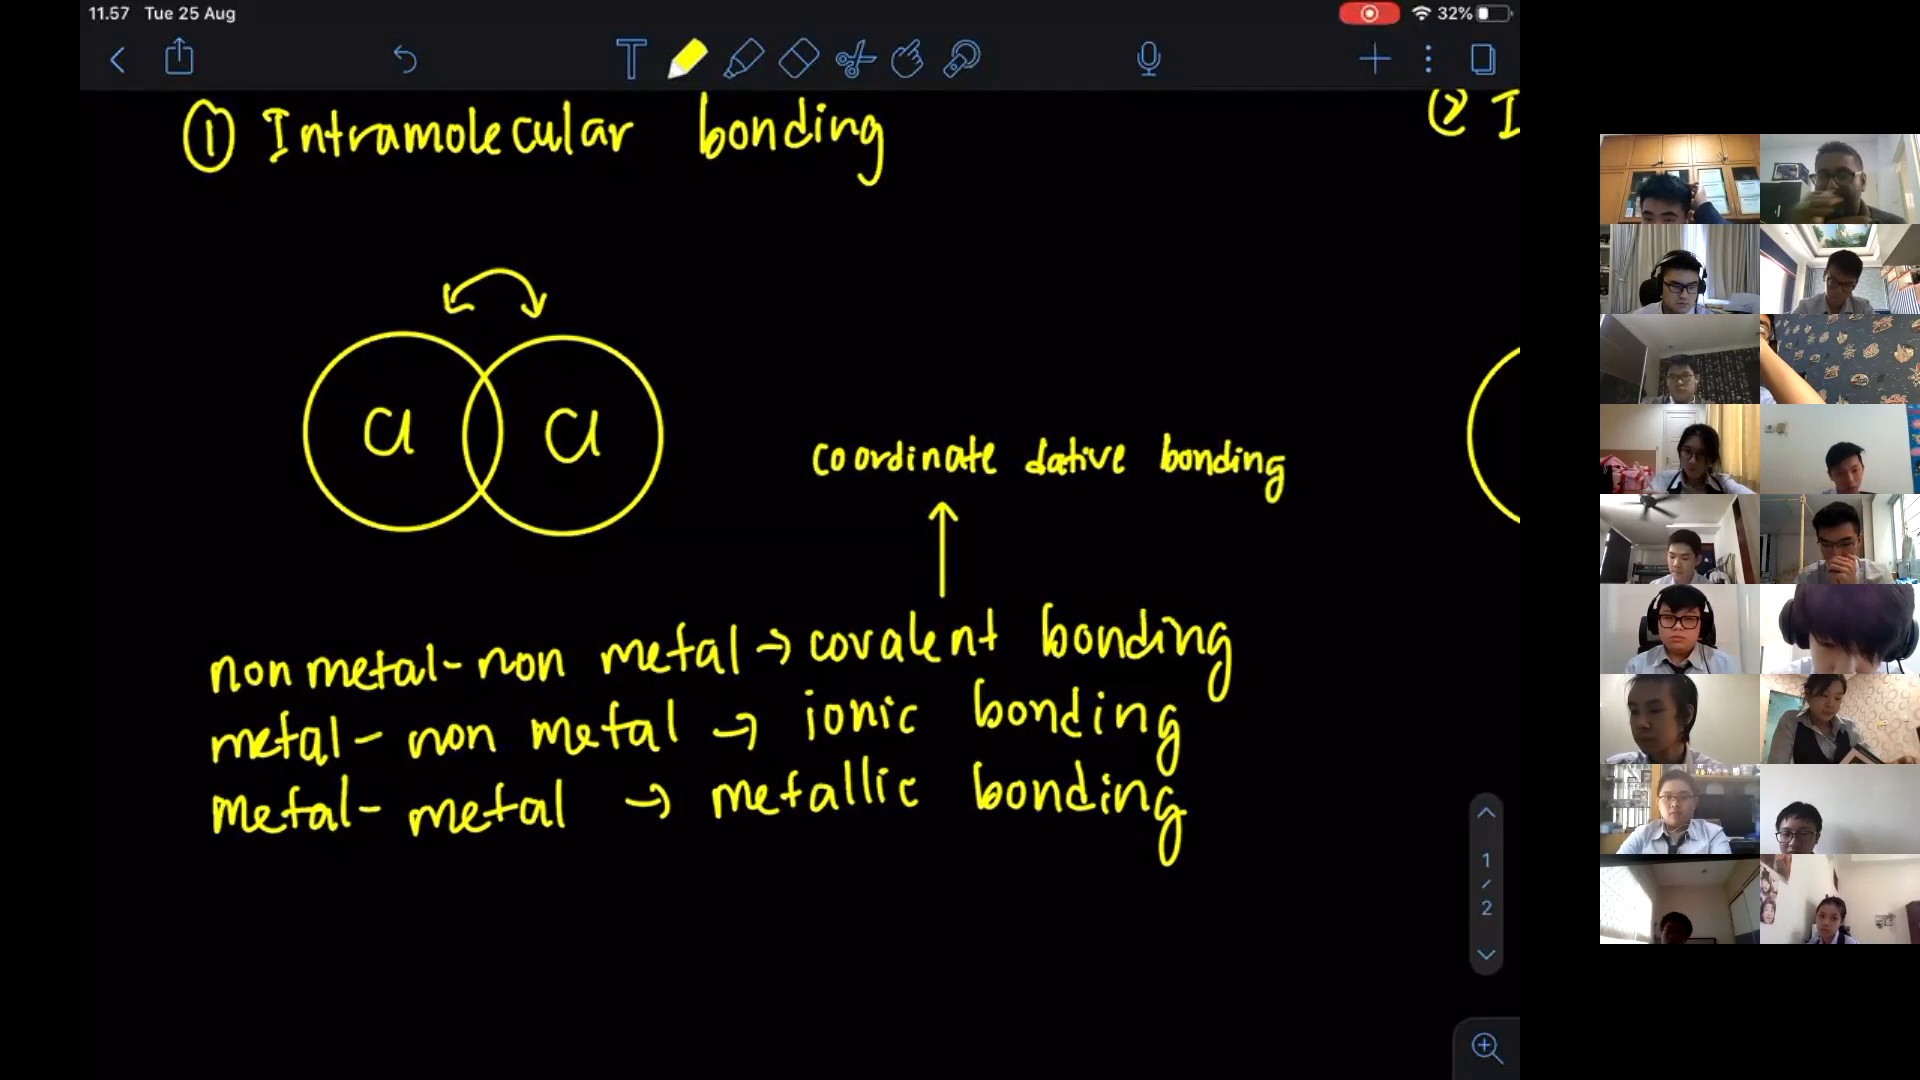 11.57 Tue 25 Aug
32%
① Intramolecular bonding
② I
Cl Cl
coordinate dative bonding
non metal - non metal → covalent bonding
metal - non metal → ionic bonding
metal - metal → metallic bonding
1
/
2